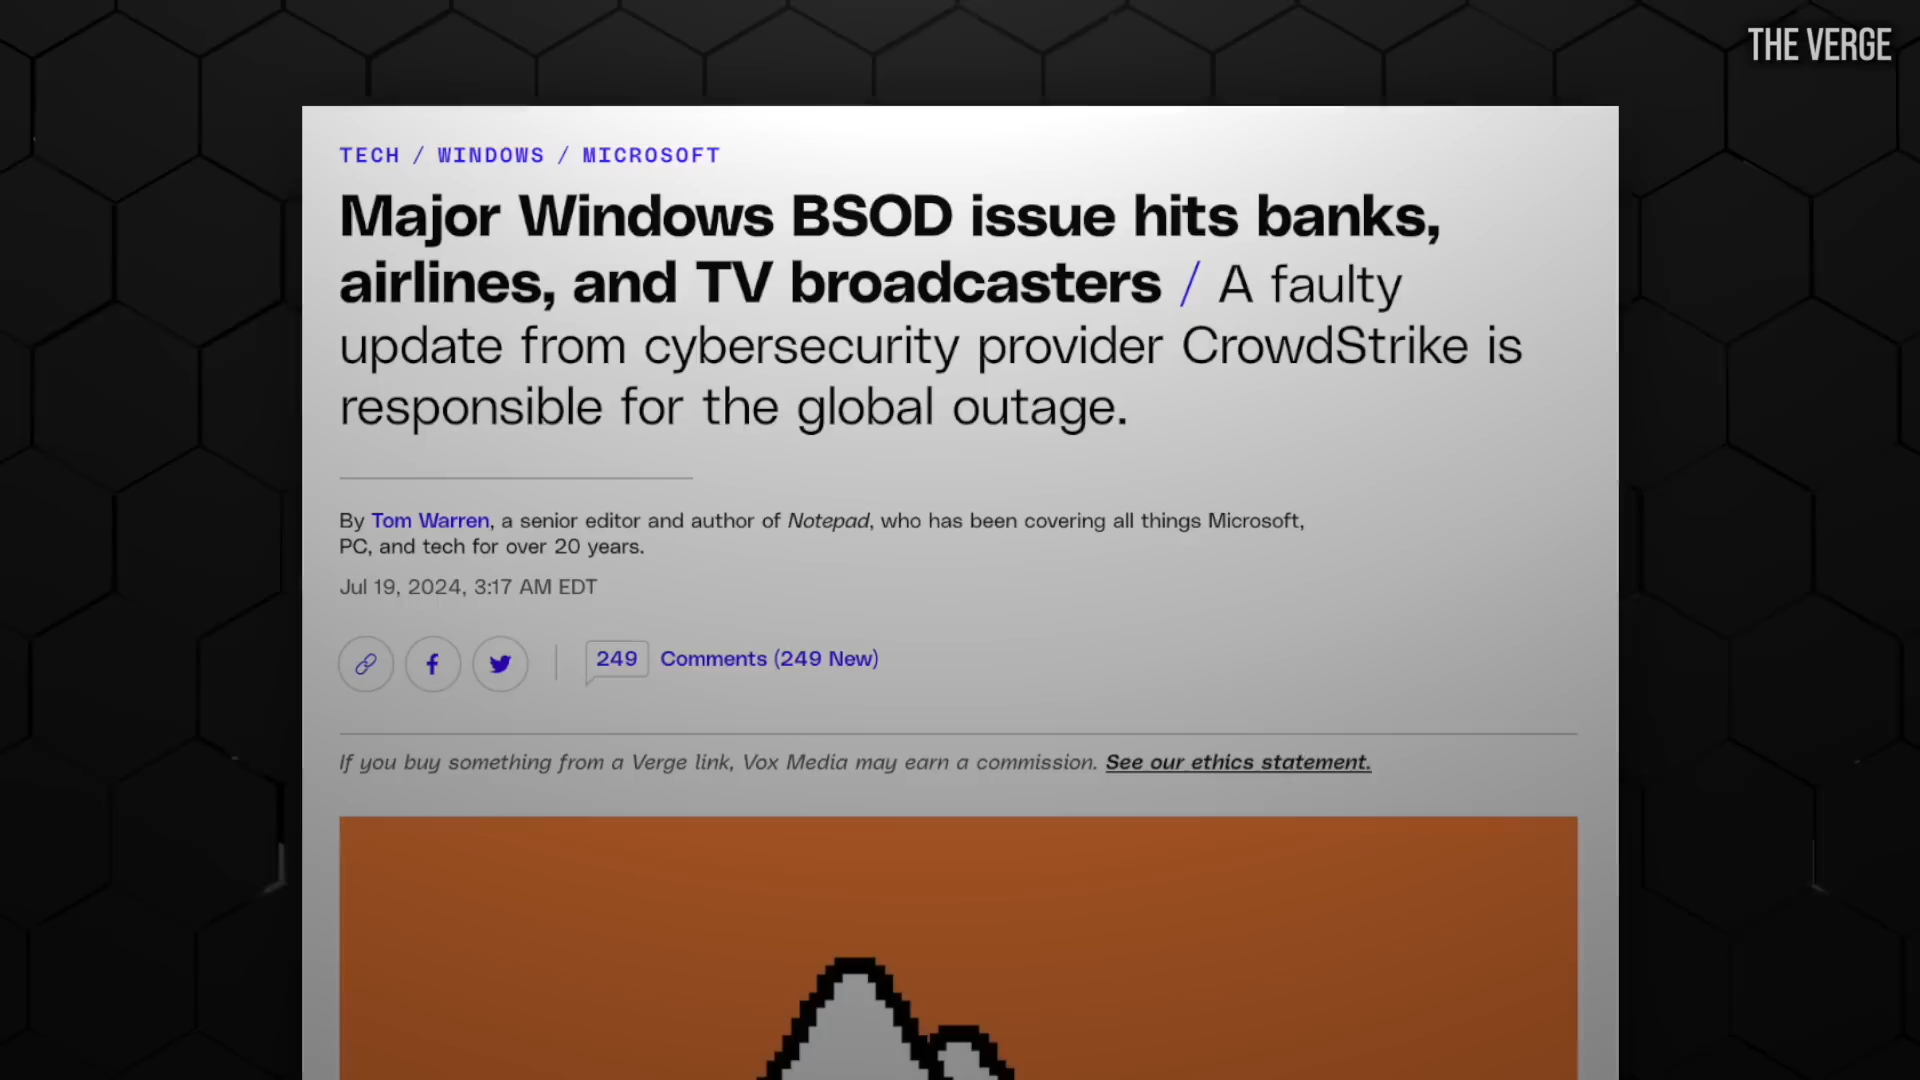 THE VERGE
TECH / WINDOWS / MICROSOFT
Major Windows BSOD issue hits banks,
airlines, and TV broadcasters / A faulty
update from cybersecurity provider CrowdStrike is
responsible for the global outage.
By Tom Warren, a senior editor and author of Notepad, who has been covering all things Microsoft,
PC, and tech for over 20 years.
Jul 19, 2024, 3:17 AM EDT
249 Comments (249 New)
If you buy something from a Verge link, Vox Media may earn a commission. See our ethics statement.